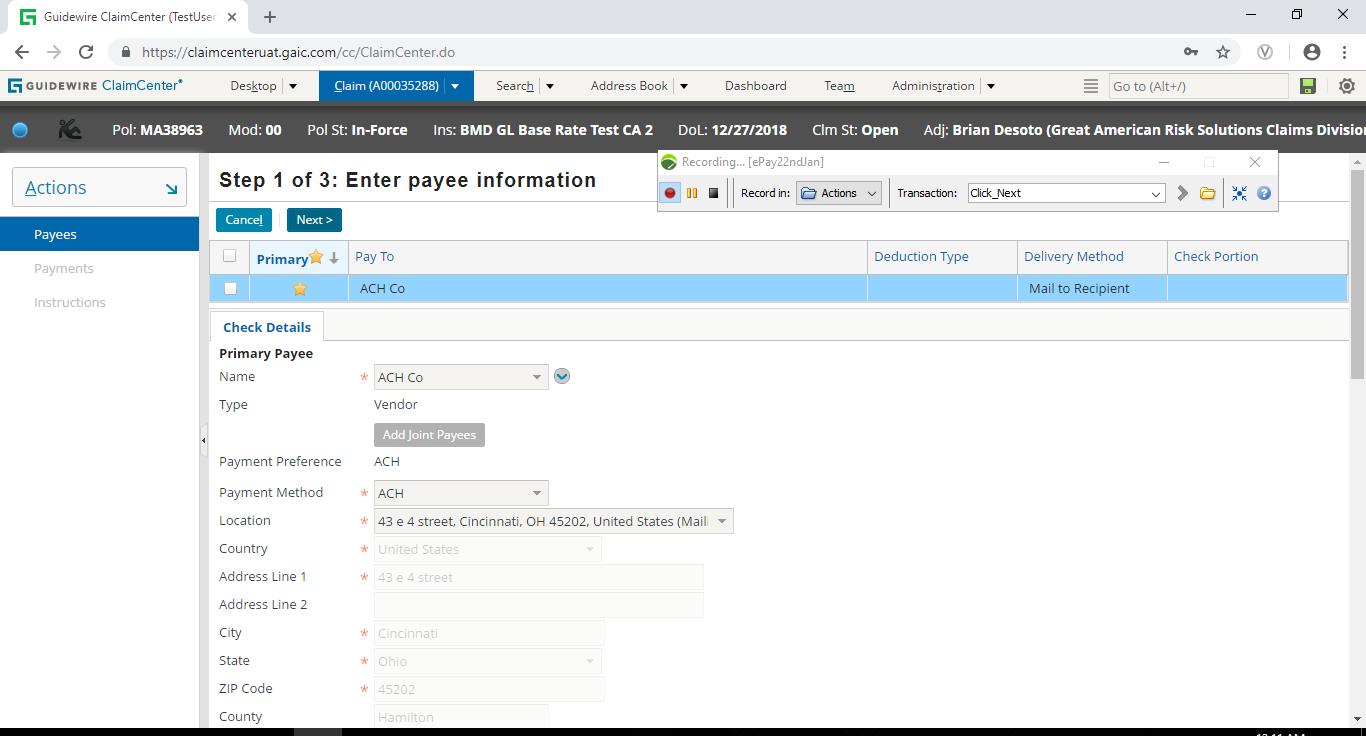 Guidewire ClaimCenter (TestUser
https://claimcenteruat.gaic.com/cc/ClaimCenter.do
GUIDEWIRE ClaimCenter Desktop Claim (A00035288) Search Address Book Dashboard Team Administration Go to (Alt+/)
Pol: MA38963 Mod: 00 Pol St: In-Force Ins: BMD GL Base Rate Test CA 2 DoL: 12/27/2018 Clm St: Open Adj: Brian Desoto (Great American Risk Solutions Claims Divisio
Recording... [ePay22ndJan]
Record in: Actions Transaction: Click_Next
Actions
Payees
Payments
Instructions
Step 1 of 3: Enter payee information
Cancel Next >
Primary Pay To Deduction Type Delivery Method Check Portion
ACH Co Mail to Recipient
Check Details
Primary Payee
Name * ACH Co
Type Vendor
Add Joint Payees
Payment Preference ACH
Payment Method * ACH
Location * 43 e 4 street, Cincinnati, OH 45202, United States (Maili
Country * United States
Address Line 1 * 43 e 4 street
Address Line 2
City * Cincinnati
State * Ohio
ZIP Code * 45202
County Hamilton